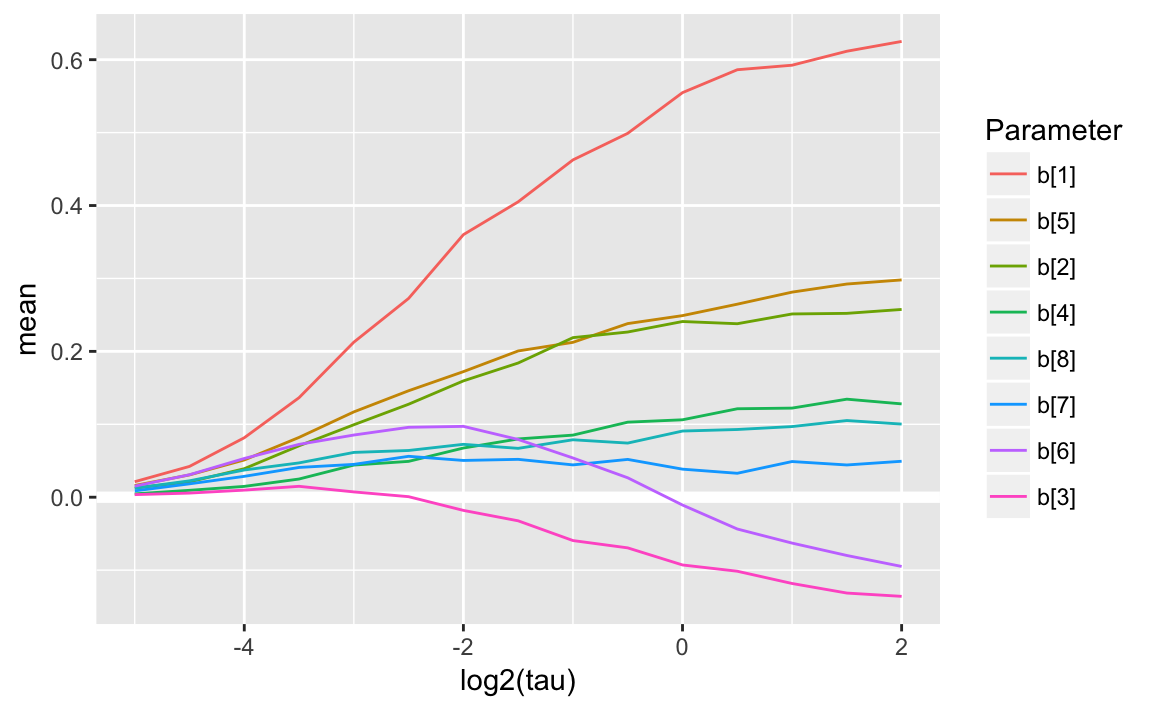 0.6
0.4
0.2
0.0
mean
-4
-2
0
2
log2(tau)
Parameter
b[1]
b[5]
b[2]
b[4]
b[8]
b[7]
b[6]
b[3]